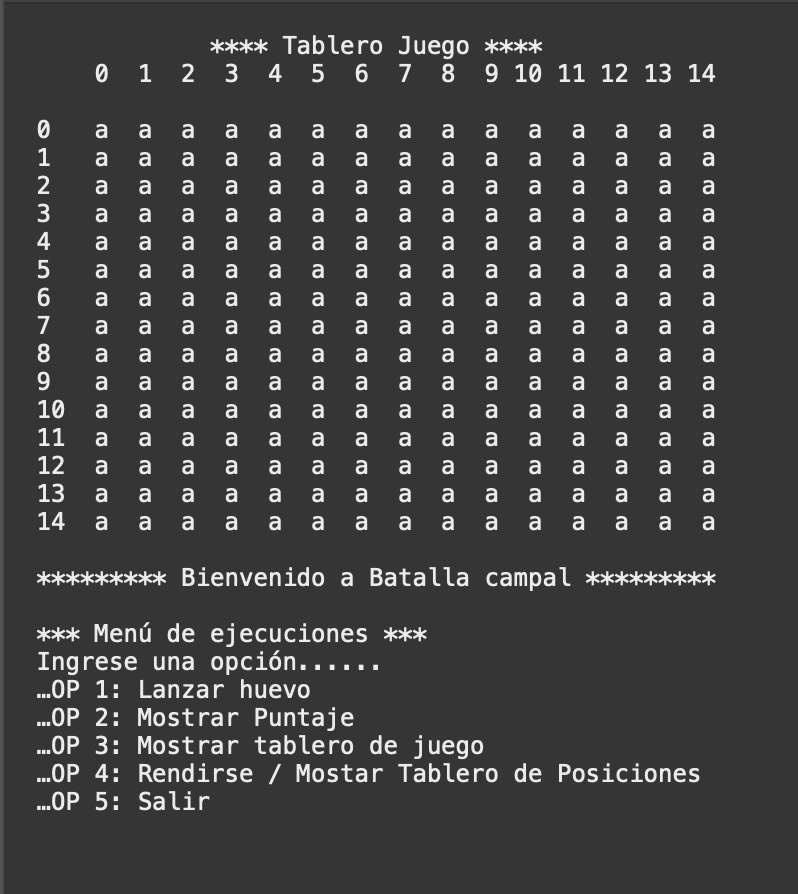 **** Tablero Juego ****
0 1 2 3 4 5 6 7 8 9 10 11 12 13 14
0 a a a a a a a a a a a a a a a
1 a a a a a a a a a a a a a a a
2 a a a a a a a a a a a a a a a
3 a a a a a a a a a a a a a a a
4 a a a a a a a a a a a a a a a
5 a a a a a a a a a a a a a a a
6 a a a a a a a a a a a a a a a
7 a a a a a a a a a a a a a a a
8 a a a a a a a a a a a a a a a
9 a a a a a a a a a a a a a a a
10 a a a a a a a a a a a a a a a
11 a a a a a a a a a a a a a a a
12 a a a a a a a a a a a a a a a
13 a a a a a a a a a a a a a a a
14 a a a a a a a a a a a a a a a
********* Bienvenido a Batalla campal *********
*** Menú de ejecuciones ***
Ingrese una opción......
…OP 1: Lanzar huevo
…OP 2: Mostrar Puntaje
…OP 3: Mostrar tablero de juego
…OP 4: Rendirse / Mostar Tablero de Posiciones
…OP 5: Salir